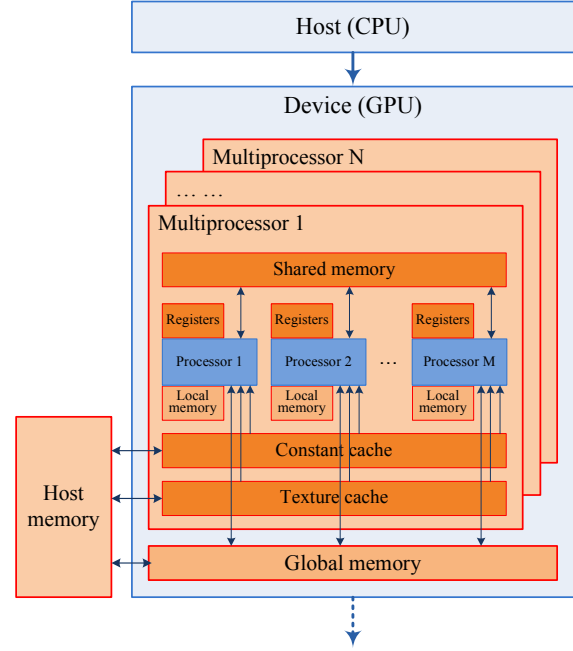 Host (CPU)
Device (GPU)
Multiprocessor N
... ...
Multiprocessor 1
Shared memory
Registers
Registers
Registers
Processor 1
Processor 2
...
Processor M
Local
memory
Local
memory
Local
memory
Constant cache
Texture cache
Host
memory
Global memory